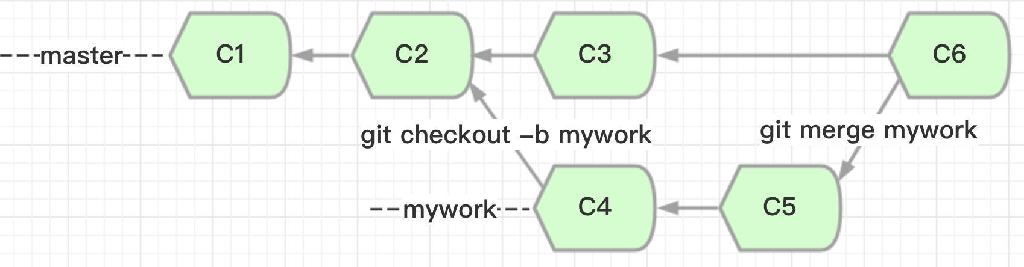 ---master---
C1
C2
C3
C6
git checkout -b mywork
git merge mywork
--mywork---
C4
C5